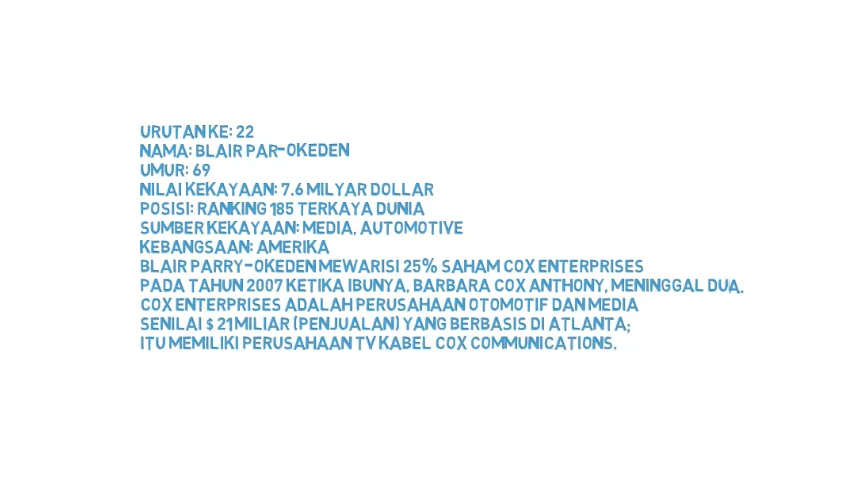 URUTAN KE: 22
NAMA: BLAIR PAR-OKEDEN
UMUR: 69
NILAI KEKAYAAN: 7.6 MILYAR DOLLAR
POSISI: RANKING 185 TERKAYA DUNIA
SUMBER KEKAYAAN: MEDIA, AUTOMOTIVE
KEBANGSAAN: AMERIKA
BLAIR PARRY-OKEDEN MEWARISI 25% SAHAM COX ENTERPRISES
PADA TAHUN 2007 KETIKA IBUNYA, BARBARA COX ANTHONY, MENINGGAL DUA.
COX ENTERPRISES ADALAH PERUSAHAAN OTOMOTIF DAN MEDIA
SENILAI $ 21 MILIAR (PENJUALAN) YANG BERBASIS DI ATLANTA;
ITU MEMILIKI PERUSAHAAN TV KABEL COX COMMUNICATIONS.